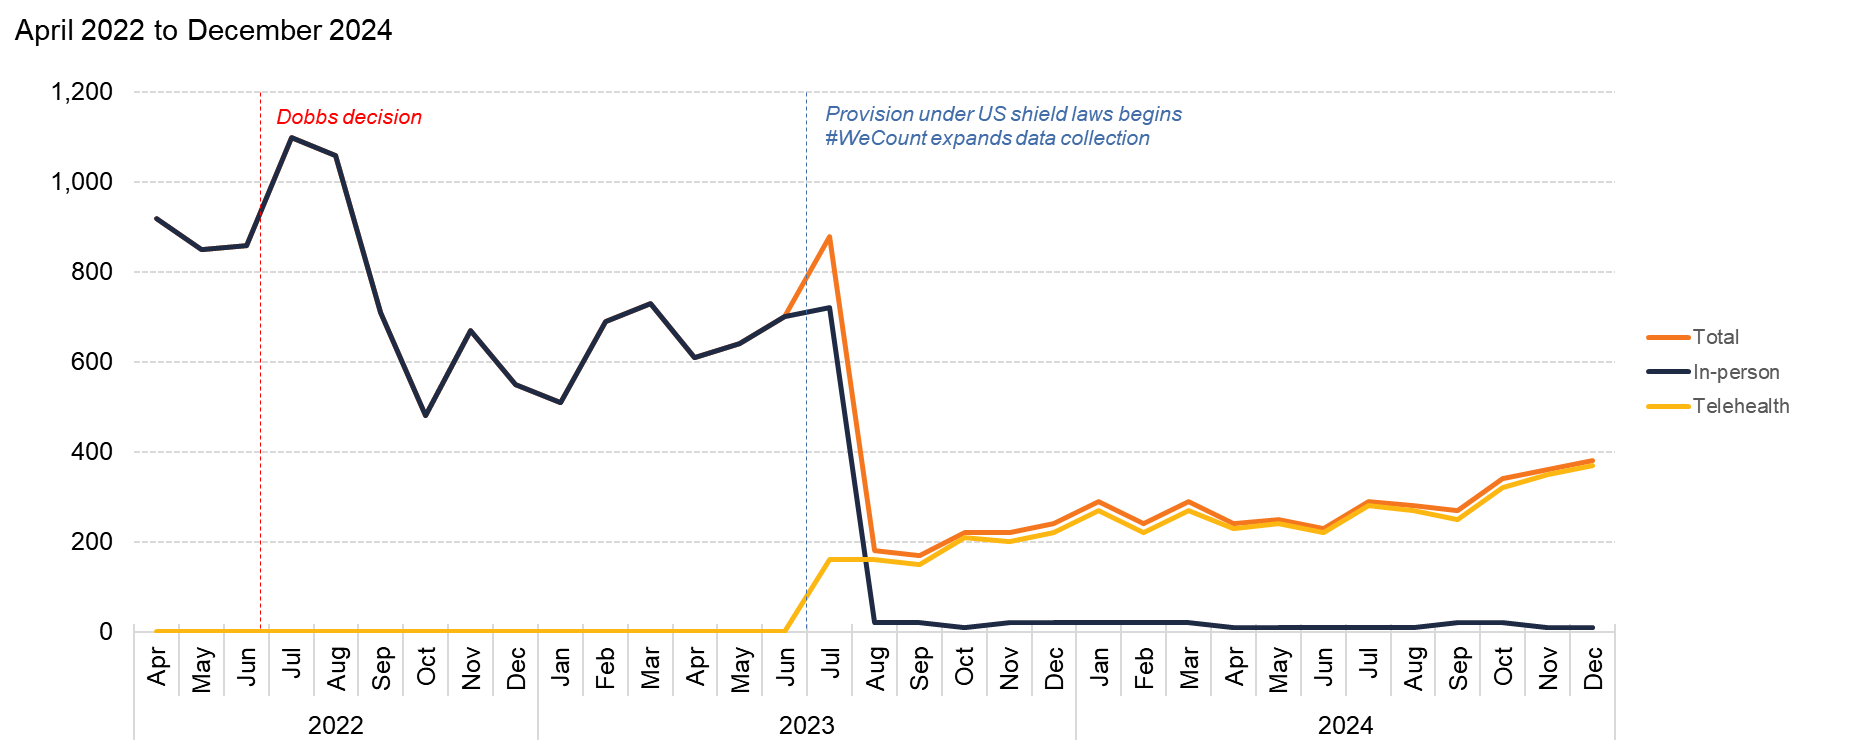 April 2022 to December 2024
1,200
1,000
800
600
400
200
0
Dobbs decision
Provision under US shield laws begins
#WeCount expands data collection
Total
In-person
Telehealth
Apr May Jun Jul Aug Sep Oct Nov Dec Jan Feb Mar Apr May Jun Jul Aug Sep Oct Nov Dec Jan Feb Mar Apr May Jun Jul Aug Sep Oct Nov Dec
2022 2023 2024